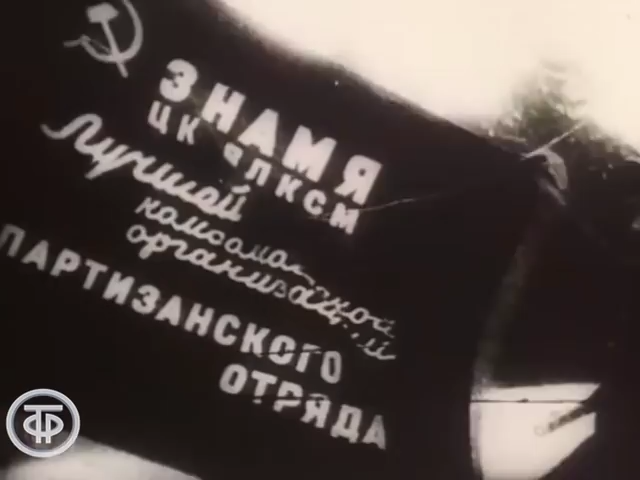 ЗНАМЯ
ЦК ВЛКСМ
Лучшей
комсомольской
организации
ПАРТИЗАНСКОГО
ОТРЯДА